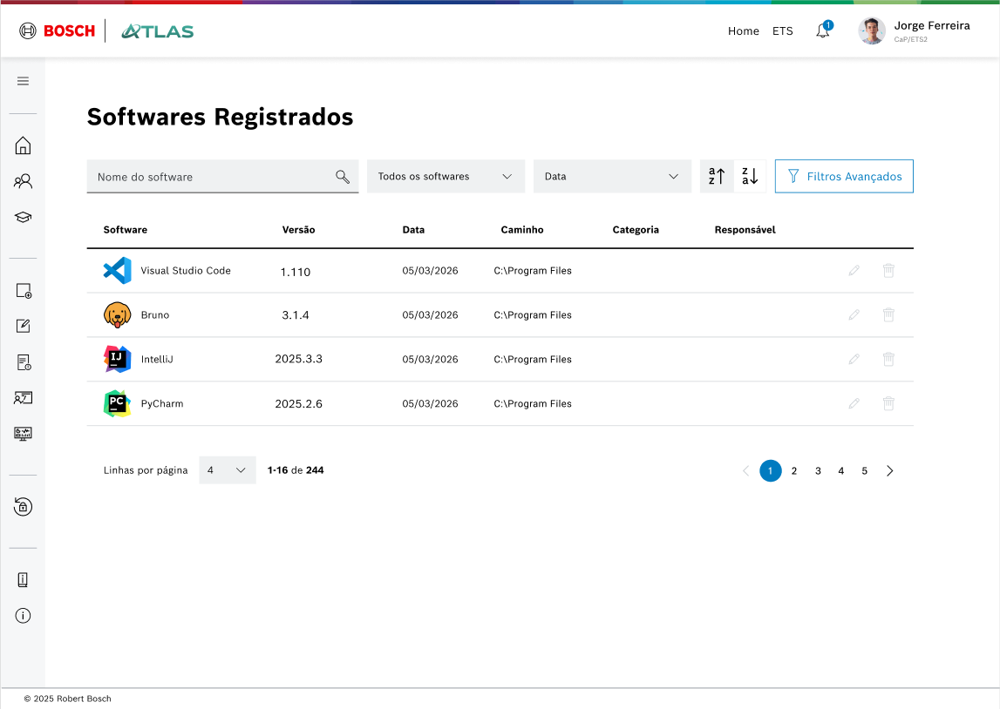 BOSCH
ATLAS
Home ETS
1
Jorge Ferreira
CaP/ETS2
Softwares Registrados
Nome do software
Todos os softwares
Data
a
z
z
a
Filtros Avançados
Software Versão Data Caminho Categoria Responsável
Visual Studio Code 1.110 05/03/2026 C:\Program Files
Bruno 3.1.4 05/03/2026 C:\Program Files
IJ
IntelliJ 2025.3.3 05/03/2026 C:\Program Files
PC
PyCharm 2025.2.6 05/03/2026 C:\Program Files
Linhas por página 4 1-16 de 244
1 2 3 4 5
© 2025 Robert Bosch